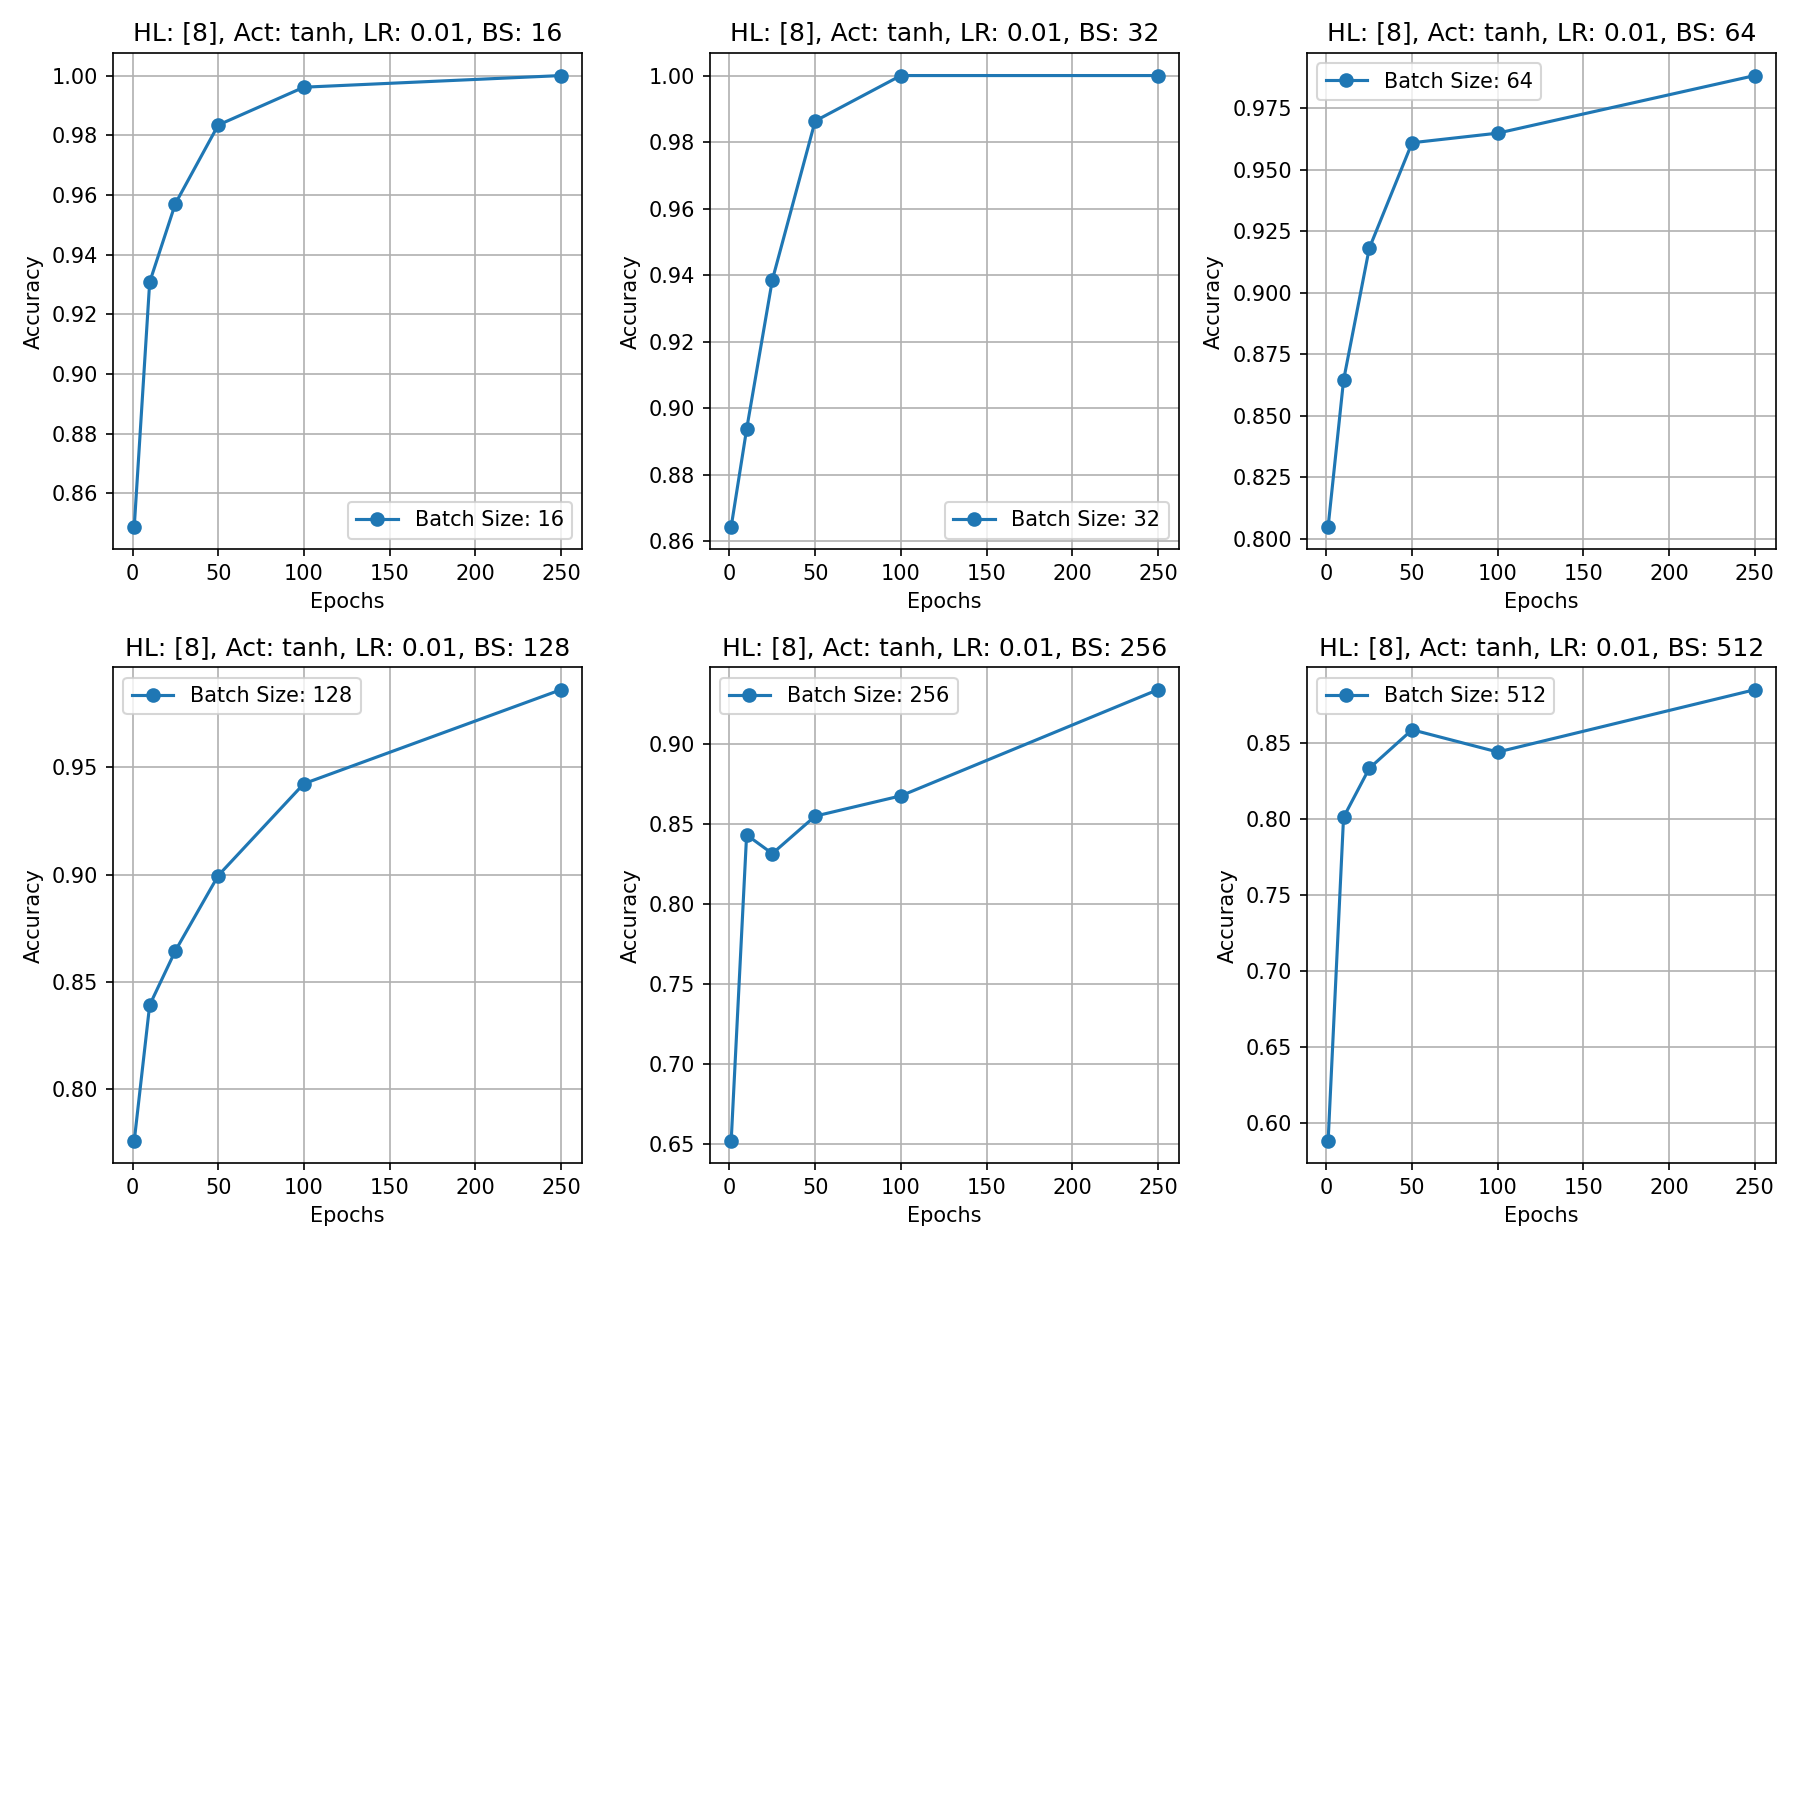 HL: [8], Act: tanh, LR: 0.01, BS: 16
1.00
0.98
0.96
0.94
0.92
0.90
0.88
0.86
Accuracy
Batch Size: 16
0 50 100 150 200 250
Epochs
HL: [8], Act: tanh, LR: 0.01, BS: 32
1.00
0.98
0.96
0.94
0.92
0.90
0.88
0.86
Accuracy
Batch Size: 32
0 50 100 150 200 250
Epochs
HL: [8], Act: tanh, LR: 0.01, BS: 64
Batch Size: 64
0.975
0.950
0.925
0.900
0.875
0.850
0.825
0.800
Accuracy
0 50 100 150 200 250
Epochs
HL: [8], Act: tanh, LR: 0.01, BS: 128
Batch Size: 128
0.95
0.90
0.85
0.80
Accuracy
0 50 100 150 200 250
Epochs
HL: [8], Act: tanh, LR: 0.01, BS: 256
Batch Size: 256
0.90
0.85
0.80
0.75
0.70
0.65
Accuracy
0 50 100 150 200 250
Epochs
HL: [8], Act: tanh, LR: 0.01, BS: 512
Batch Size: 512
0.85
0.80
0.75
0.70
0.65
0.60
Accuracy
0 50 100 150 200 250
Epochs